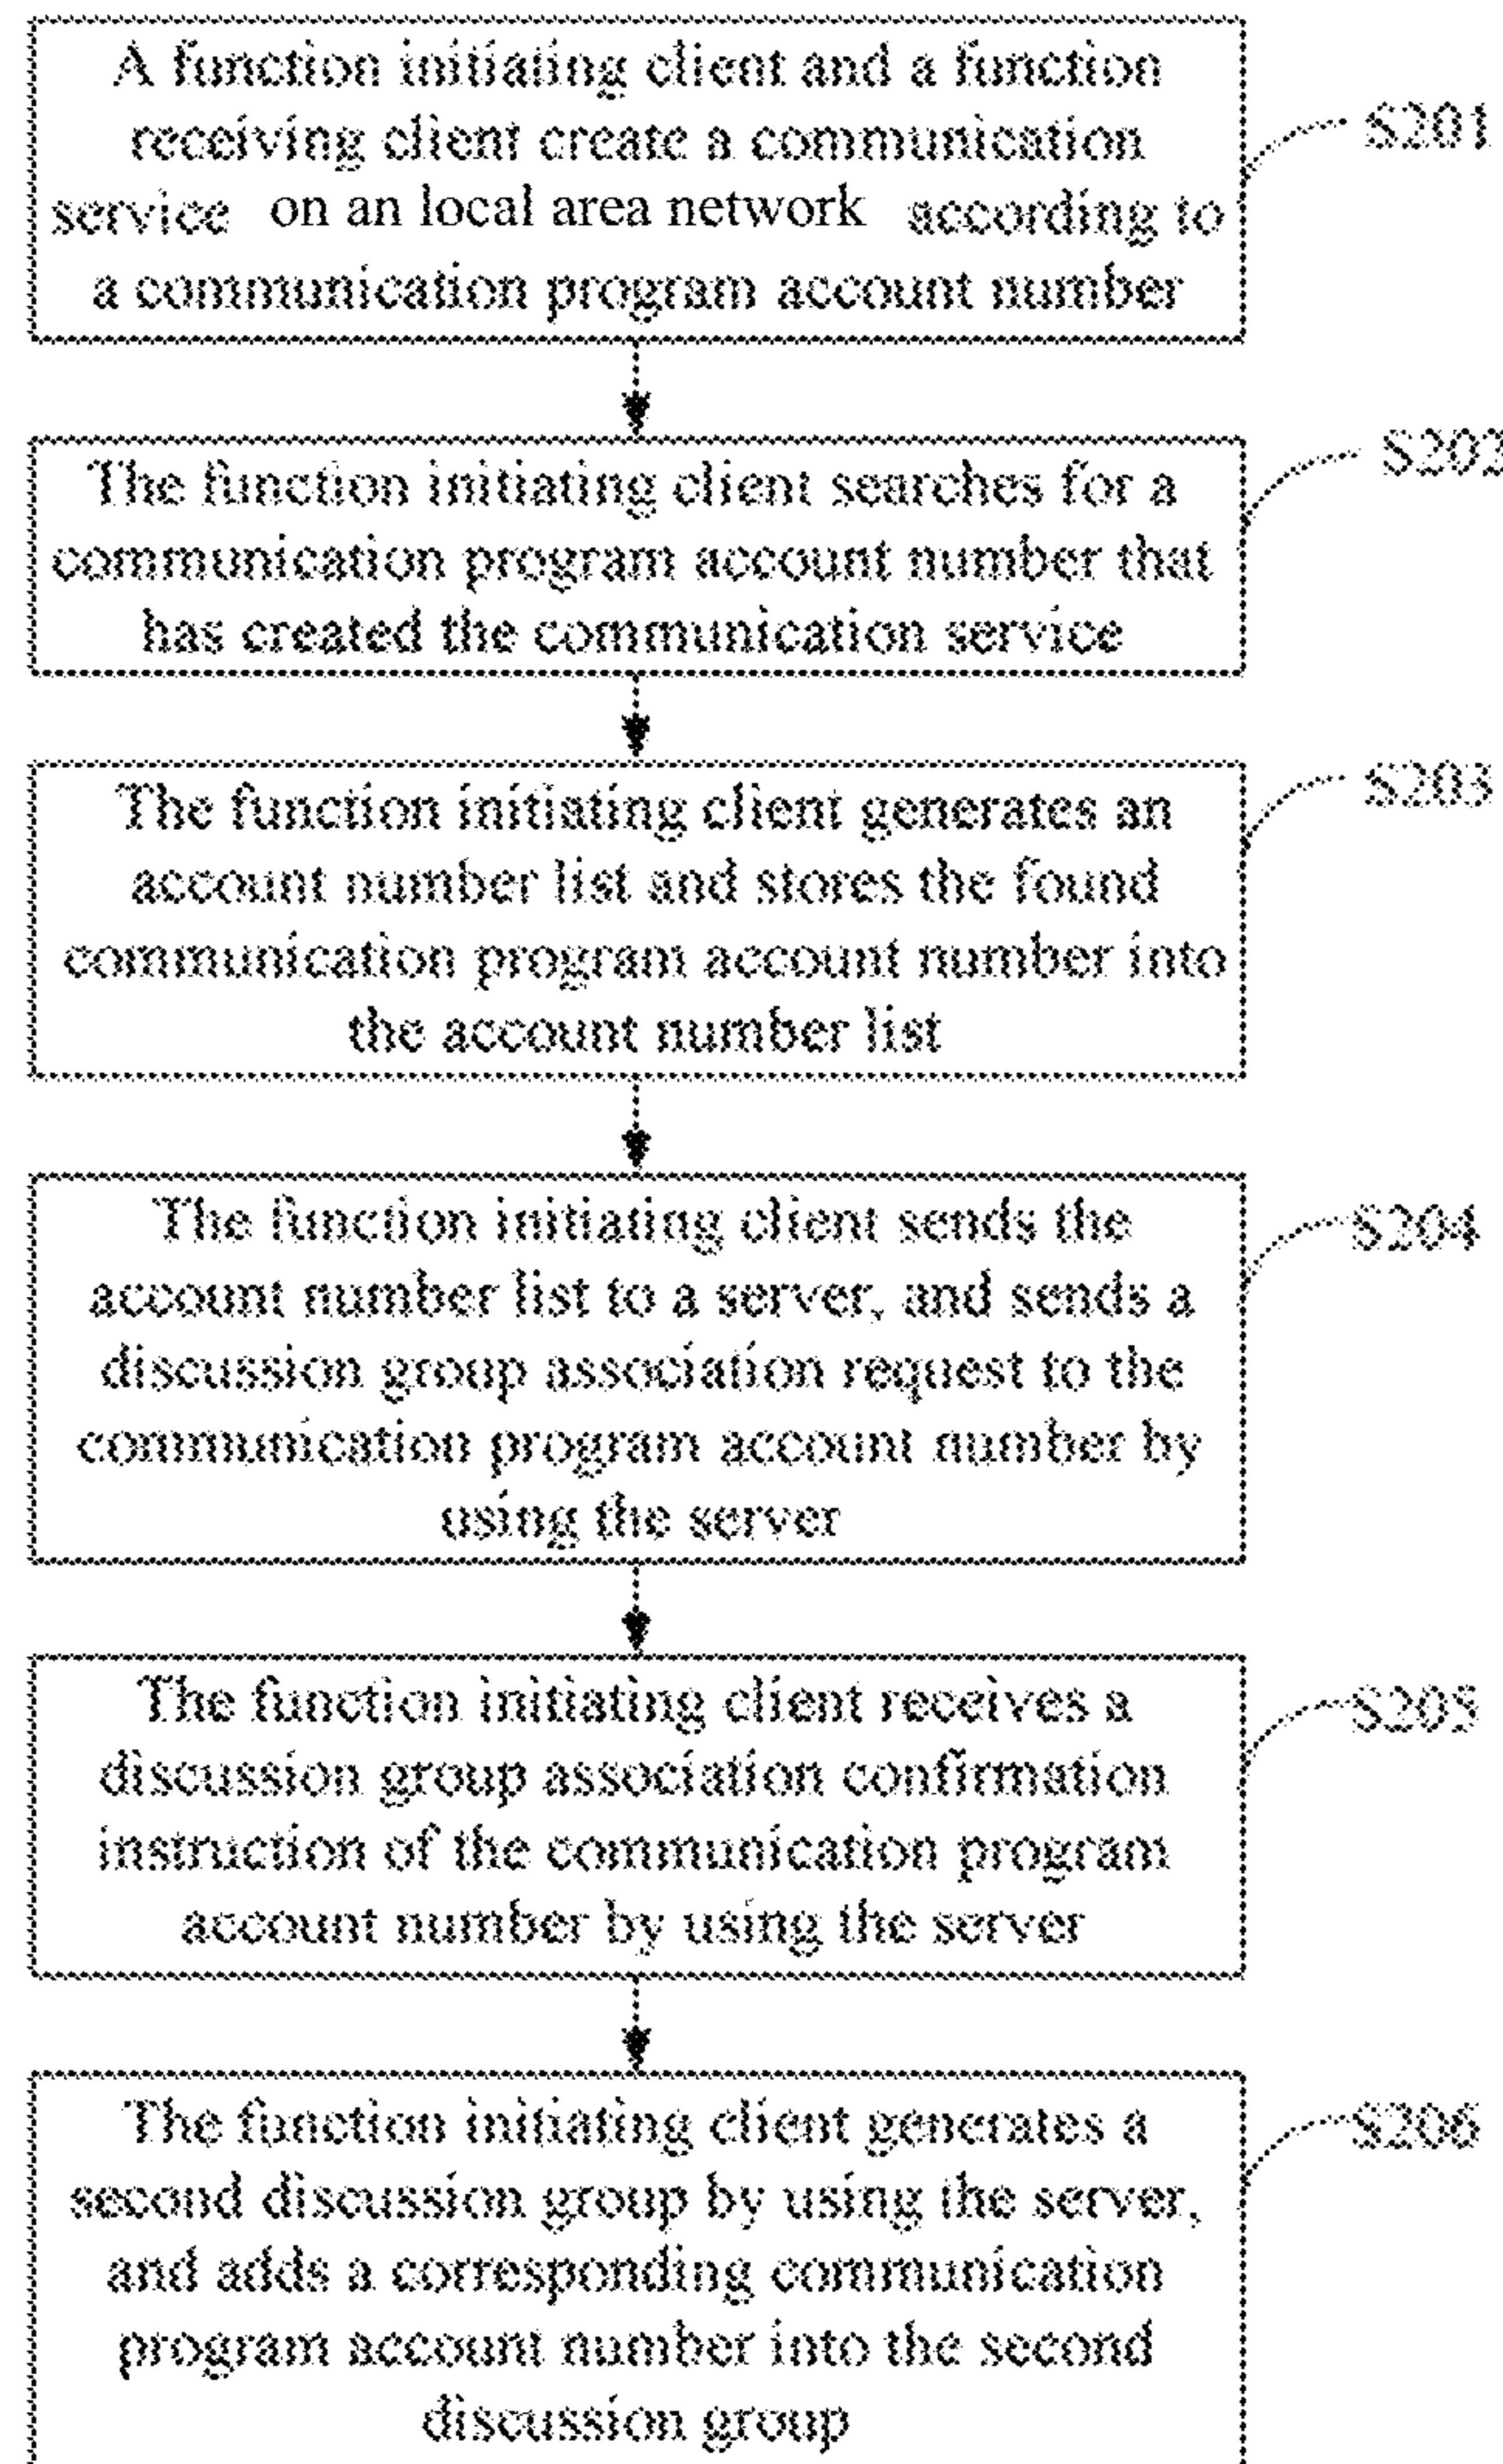 A function initiating client and a function
receiving client create a communication
service on an local area network according to
a communication program account number
S201
The function initiating client searches for a
communication program account number that
has created the communication service
S202
The function initiating client generates an
account number list and stores the found
communication program account number into
the account number list
S203
The function initiating client sends the
account number list to a server, and sends a
discussion group association request to the
communication program account number by
using the server
S204
The function initiating client receives a
discussion group association confirmation
instruction of the communication program
account number by using the server
S205
The function initiating client generates a
second discussion group by using the server,
and adds a corresponding communication
program account number into the second
discussion group
S206